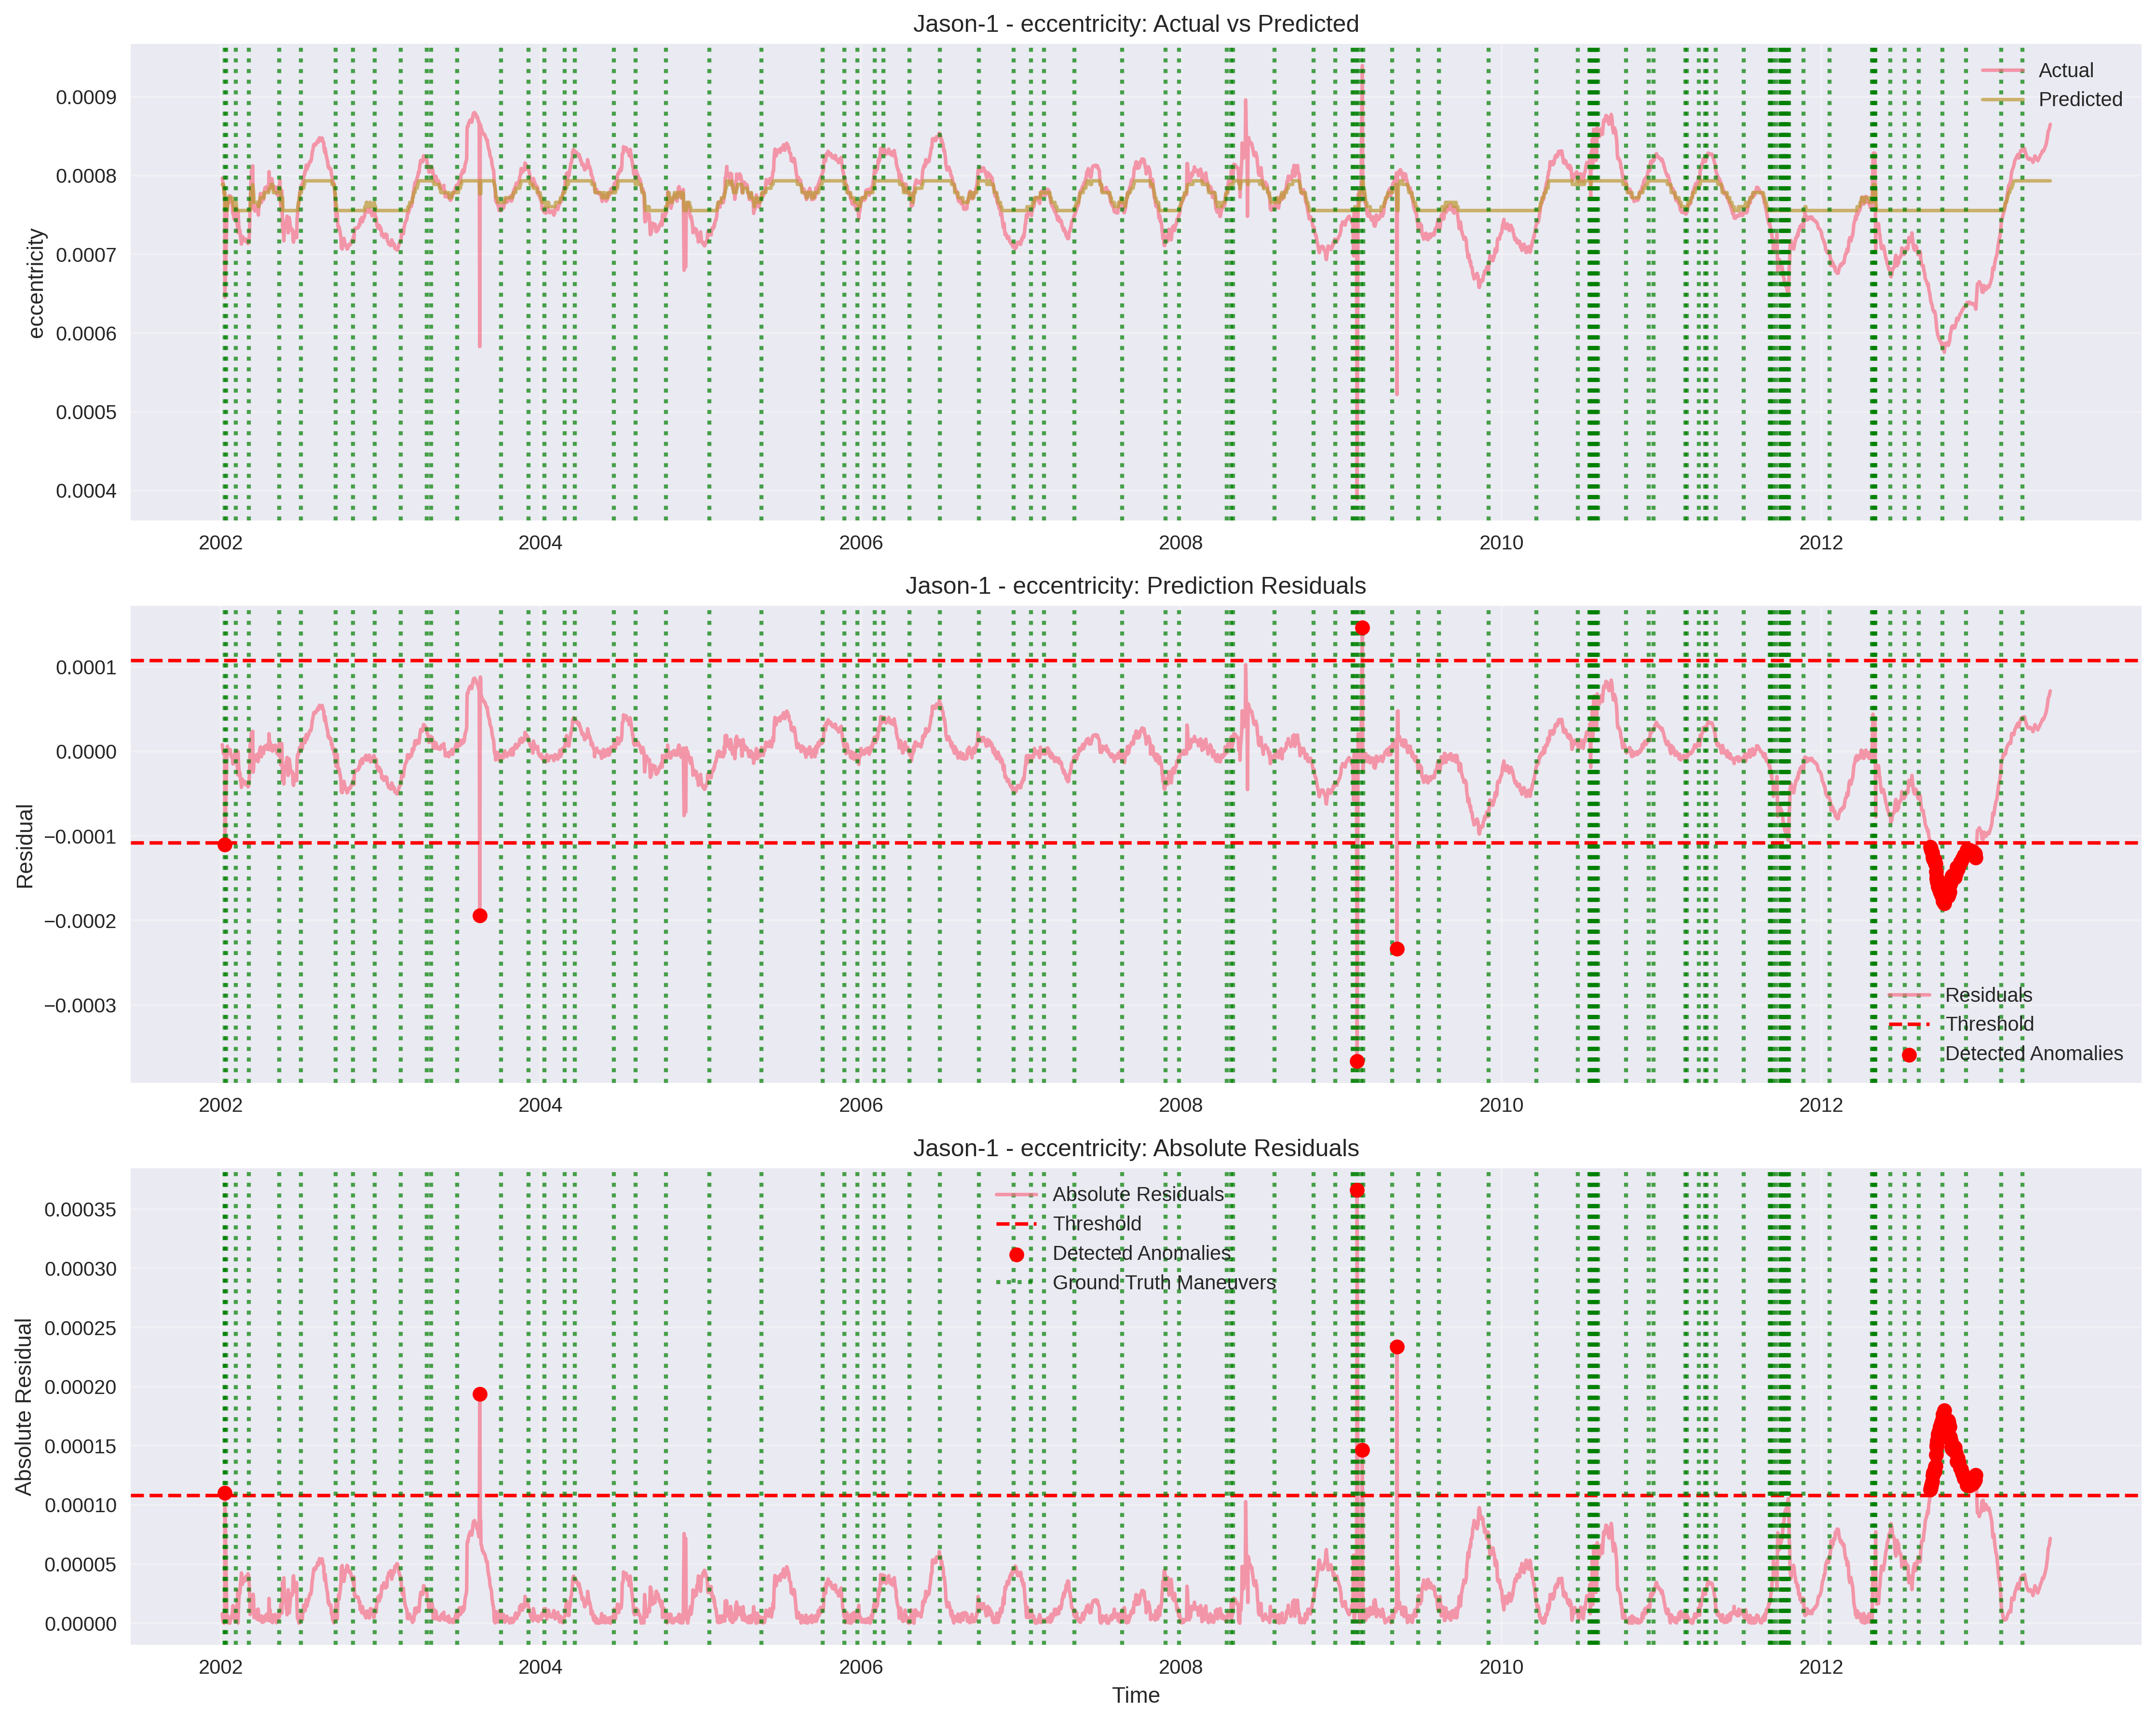 Jason-1 - eccentricity: Actual vs Predicted
Actual
Predicted
0.0009
0.0008
0.0007
0.0006
0.0005
0.0004
eccentricity
2002 2004 2006 2008 2010 2012
Jason-1 - eccentricity: Prediction Residuals
0.0001
0.0000
−0.0001
−0.0002
−0.0003
Residual
Residuals
Threshold
Detected Anomalies
2002 2004 2006 2008 2010 2012
Jason-1 - eccentricity: Absolute Residuals
Absolute Residuals
Threshold
Detected Anomalies
Ground Truth Maneuvers
0.00035
0.00030
0.00025
0.00020
0.00015
0.00010
0.00005
0.00000
Absolute Residual
2002 2004 2006 2008 2010 2012
Time